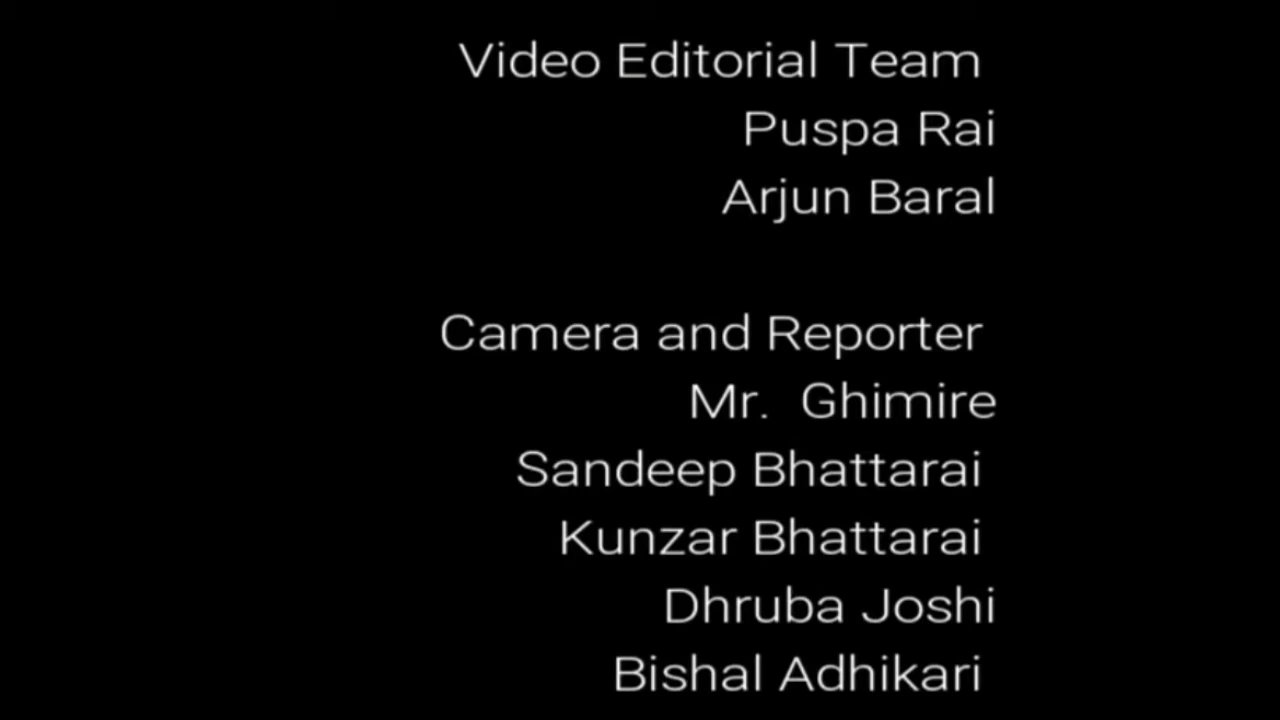 Video Editorial Team
Puspa Rai
Arjun Baral
Camera and Reporter
Mr. Ghimire
Sandeep Bhattarai
Kunzar Bhattarai
Dhruba Joshi
Bishal Adhikari